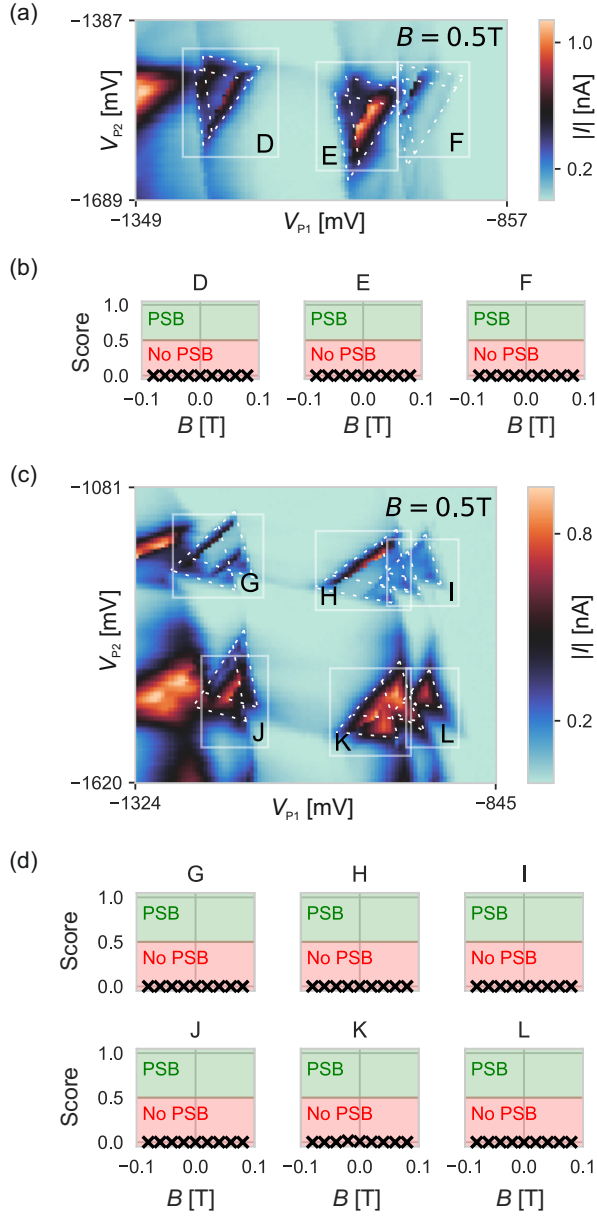 (a)
−1387
B = 0.5T
1.0
V_P2 [mV]
|I| [nA]
D
E
F
0.2
−1689
−1349
V_P1 [mV]
−857
(b)
D
E
F
Score
1.0
PSB
PSB
PSB
0.5
No PSB
No PSB
No PSB
0.0
−0.1 0.0 0.1
−0.1 0.0 0.1
−0.1 0.0 0.1
B [T]
B [T]
B [T]
(c)
−1081
B = 0.5T
0.8
V_P2 [mV]
|I| [nA]
G
H
I
J
K
L
0.2
−1620
−1324
V_P1 [mV]
−845
(d)
G
H
I
Score
1.0
PSB
PSB
PSB
0.5
No PSB
No PSB
No PSB
0.0
J
K
L
Score
1.0
PSB
PSB
PSB
0.5
No PSB
No PSB
No PSB
0.0
−0.1 0.0 0.1
−0.1 0.0 0.1
−0.1 0.0 0.1
B [T]
B [T]
B [T]